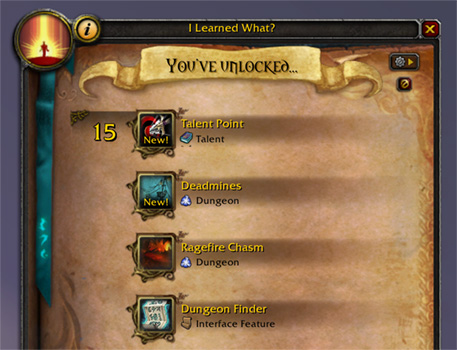 I Learned What?
You've unlocked...
15
Talent Point
New!
Talent
Deadmines
New!
Dungeon
Ragefire Chasm
Dungeon
Dungeon Finder
Interface Feature